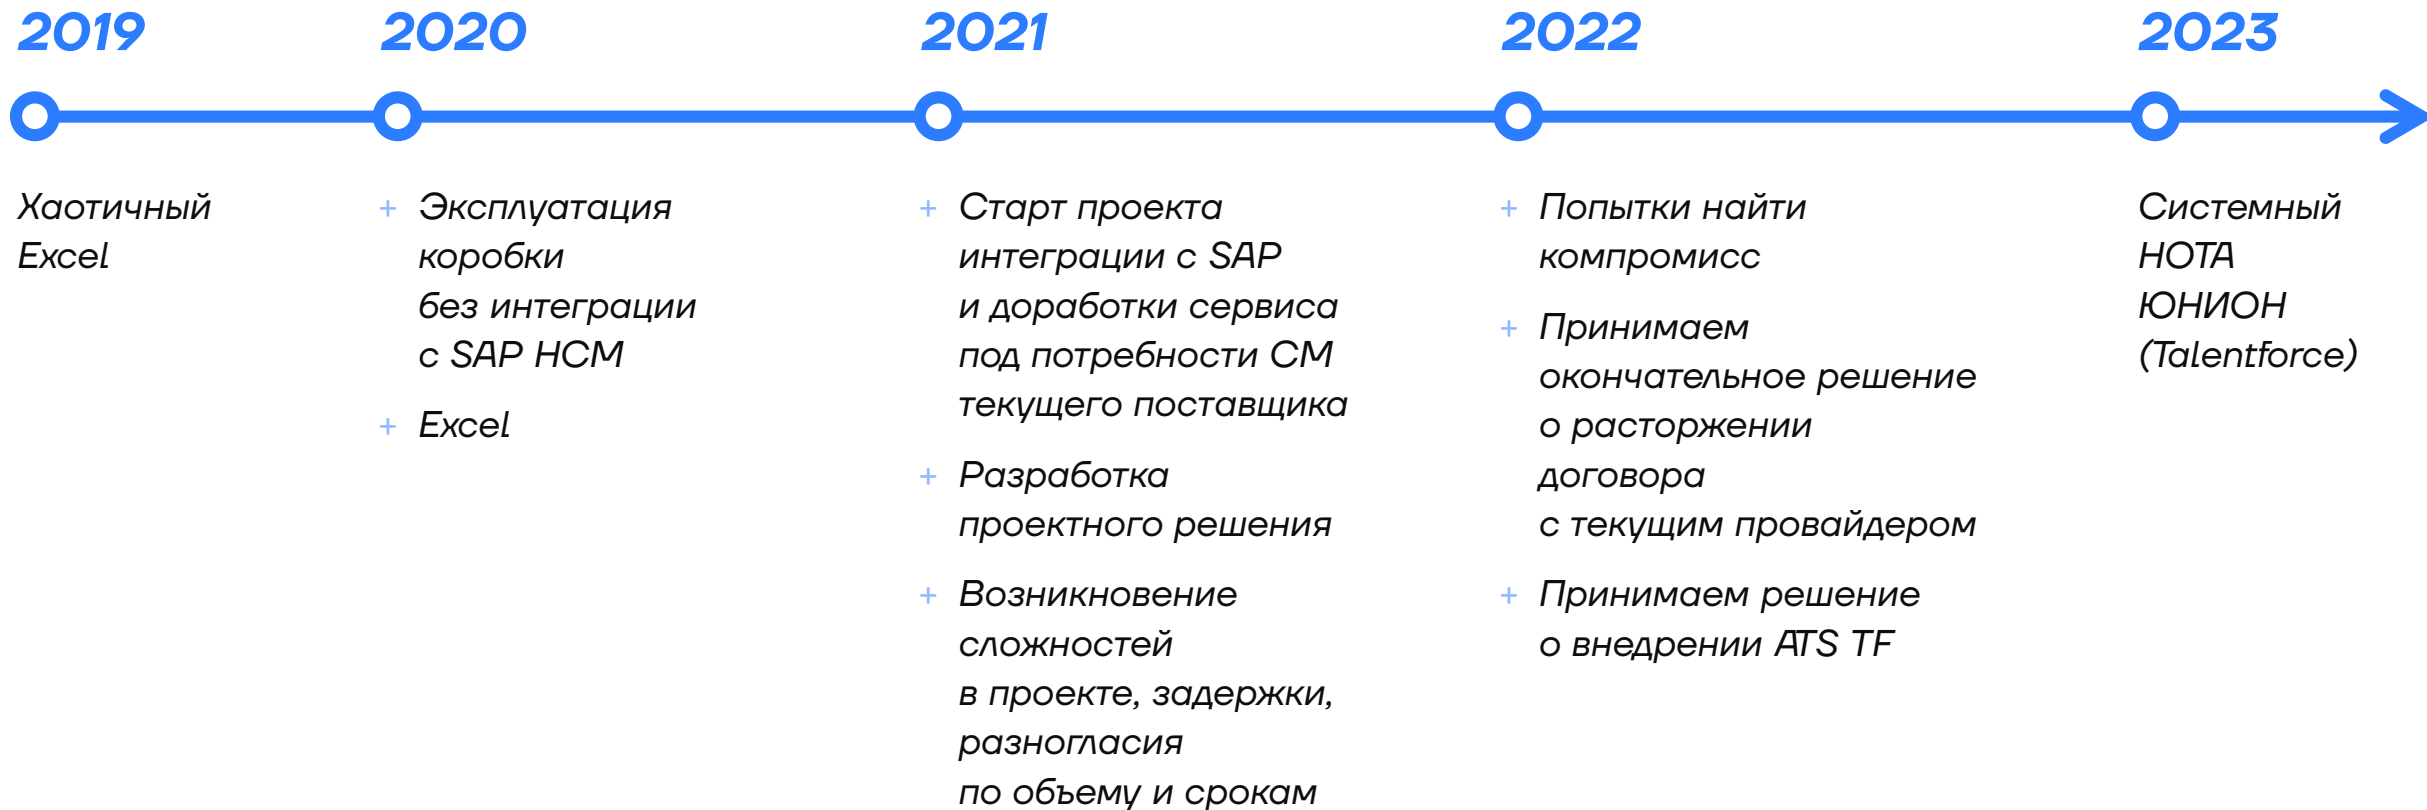 2019
Хаотичный
Excel
2020
+ Эксплуатация
коробки
без интеграции
с SAP HCM
+ Excel
2021
+ Старт проекта
интеграции с SAP
и доработки сервиса
под потребности СМ
текущего поставщика
+ Разработка
проектного решения
+ Возникновение
сложностей
в проекте, задержки,
разногласия
по объему и срокам
2022
+ Попытки найти
компромисс
+ Принимаем
окончательное решение
о расторжении
договора
с текущим провайдером
+ Принимаем решение
о внедрении ATS TF
2023
Системный
НОТА
ЮНИОН
(Talentforce)